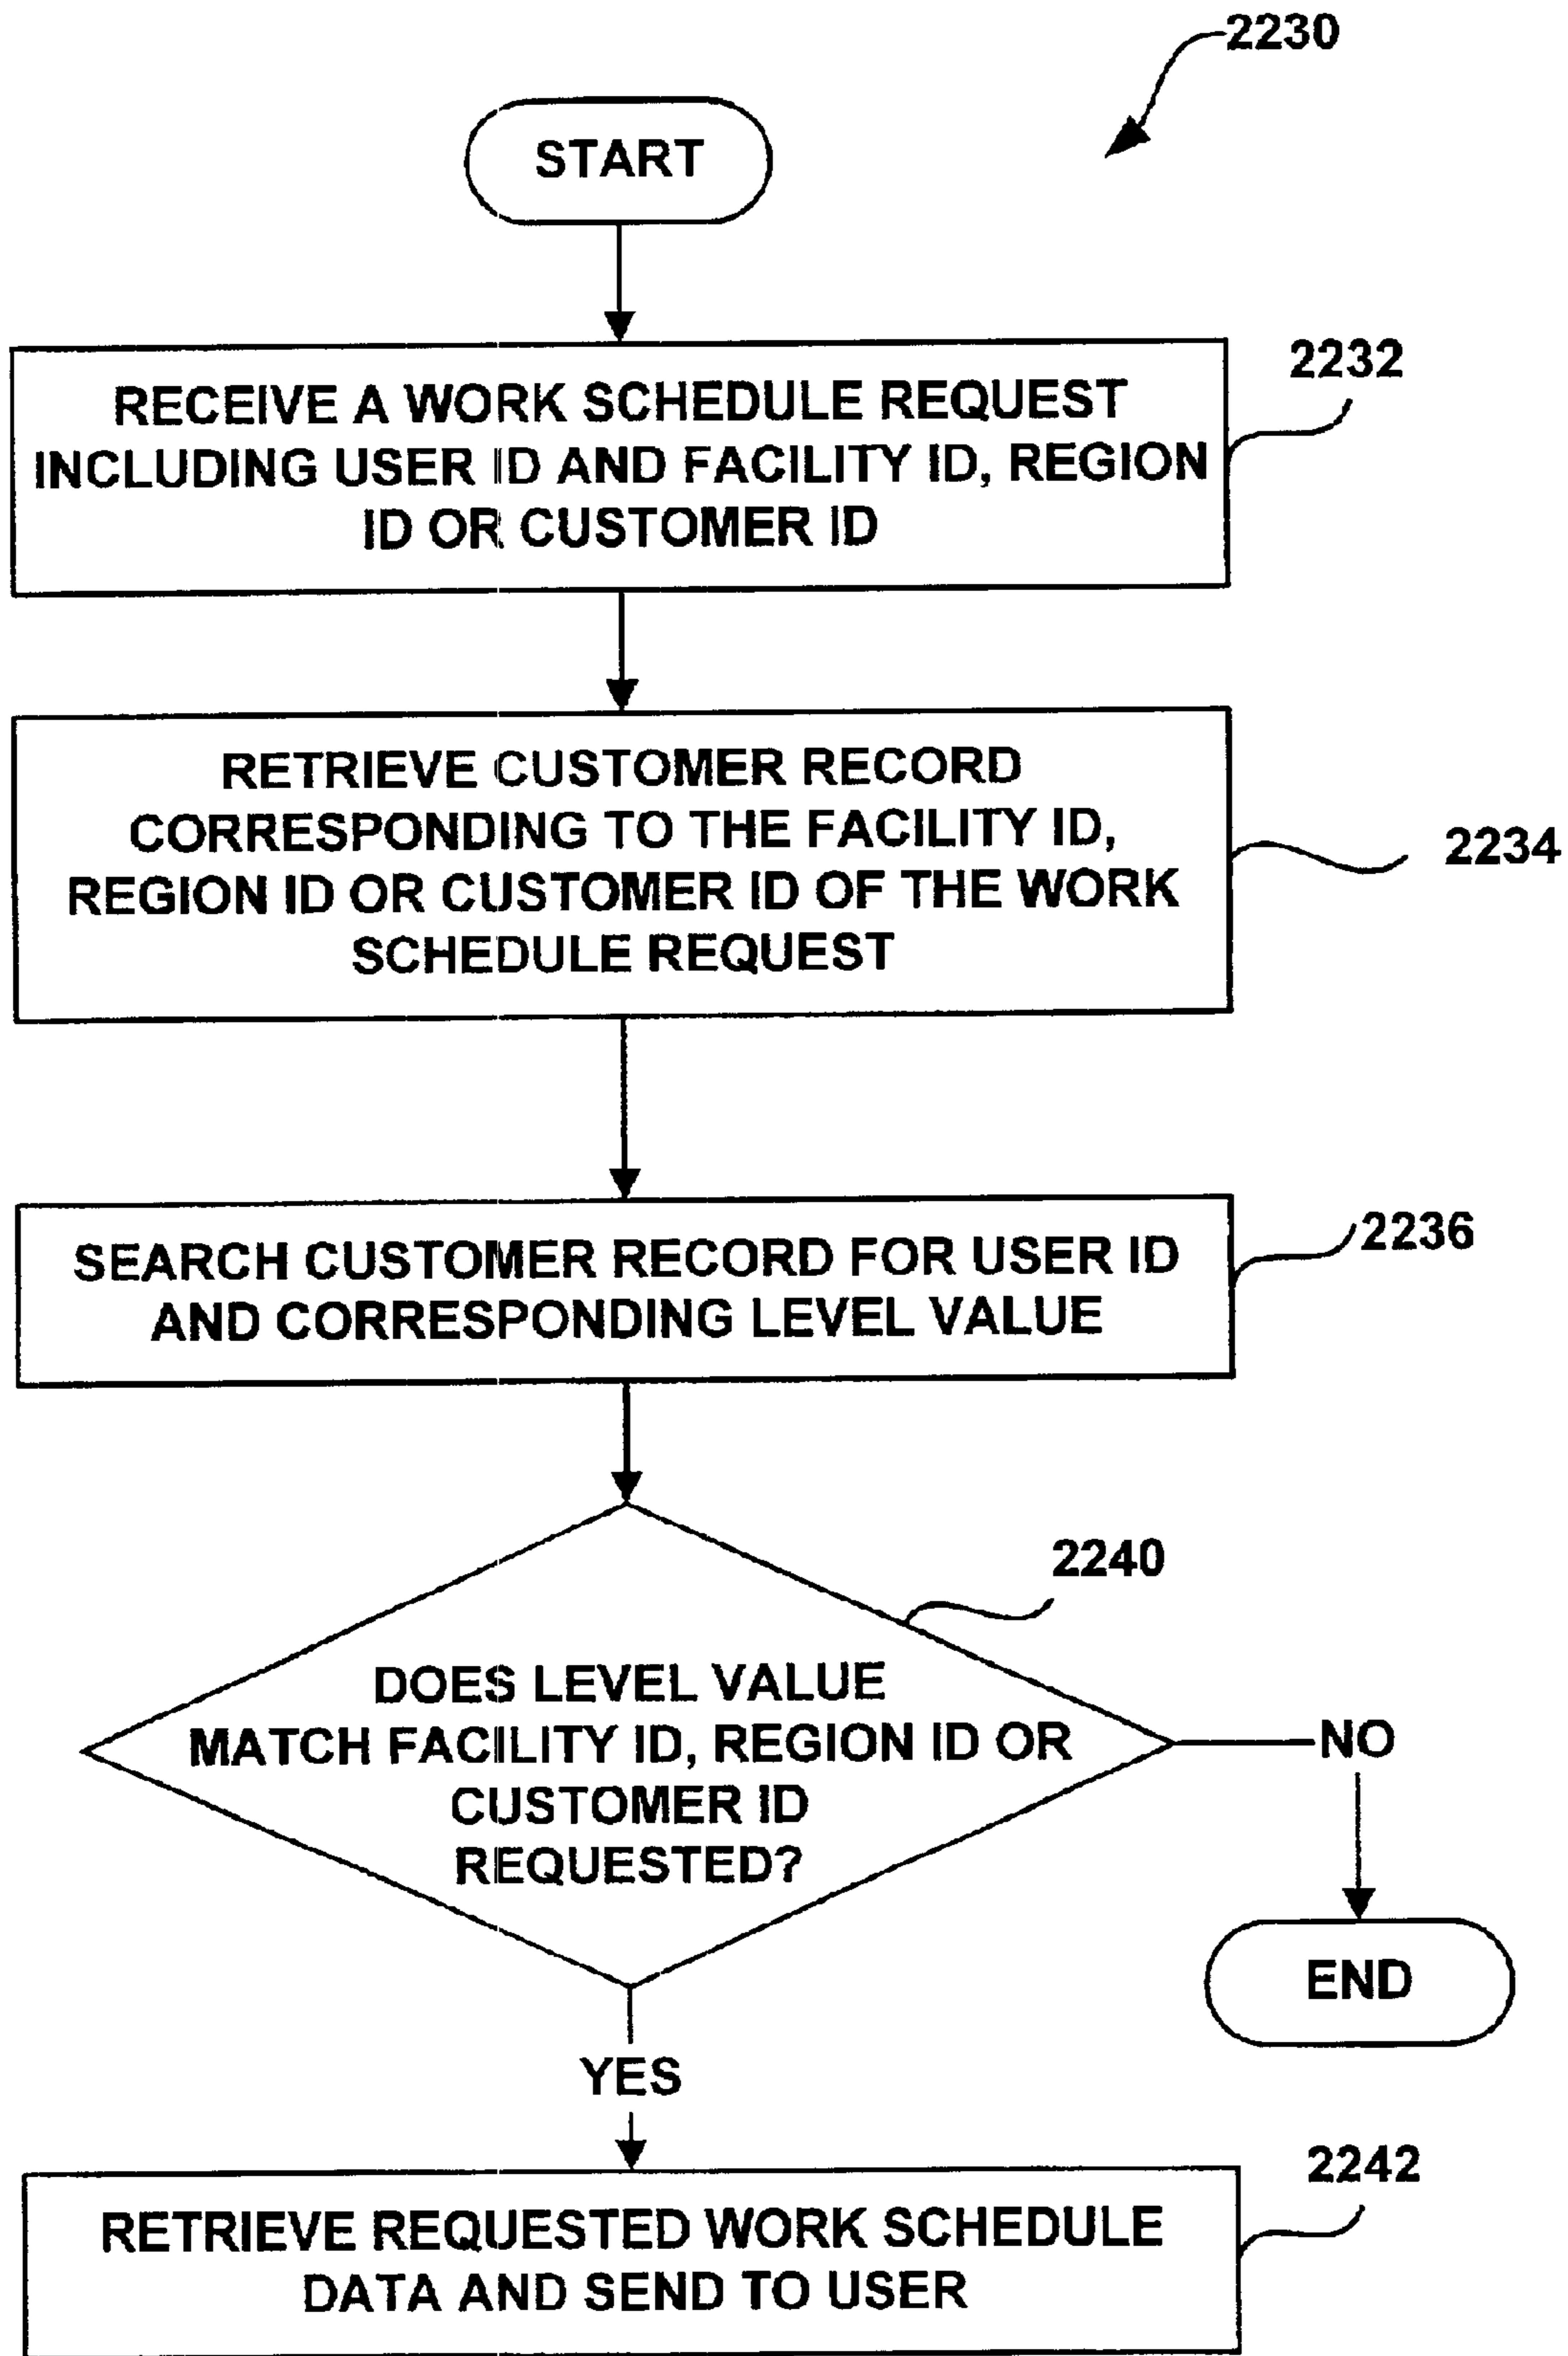 2230
START
2232
RECEIVE A WORK SCHEDULE REQUEST
INCLUDING USER ID AND FACILITY ID, REGION
ID OR CUSTOMER ID
RETRIEVE CUSTOMER RECORD
CORRESPONDING TO THE FACILITY ID,
REGION ID OR CUSTOMER ID OF THE WORK
SCHEDULE REQUEST
2234
2236
SEARCH CUSTOMER RECORD FOR USER ID
AND CORRESPONDING LEVEL VALUE
2240
DOES LEVEL VALUE
MATCH FACILITY ID, REGION ID OR
CUSTOMER ID
REQUESTED?
NO
END
YES
2242
RETRIEVE REQUESTED WORK SCHEDULE
DATA AND SEND TO USER